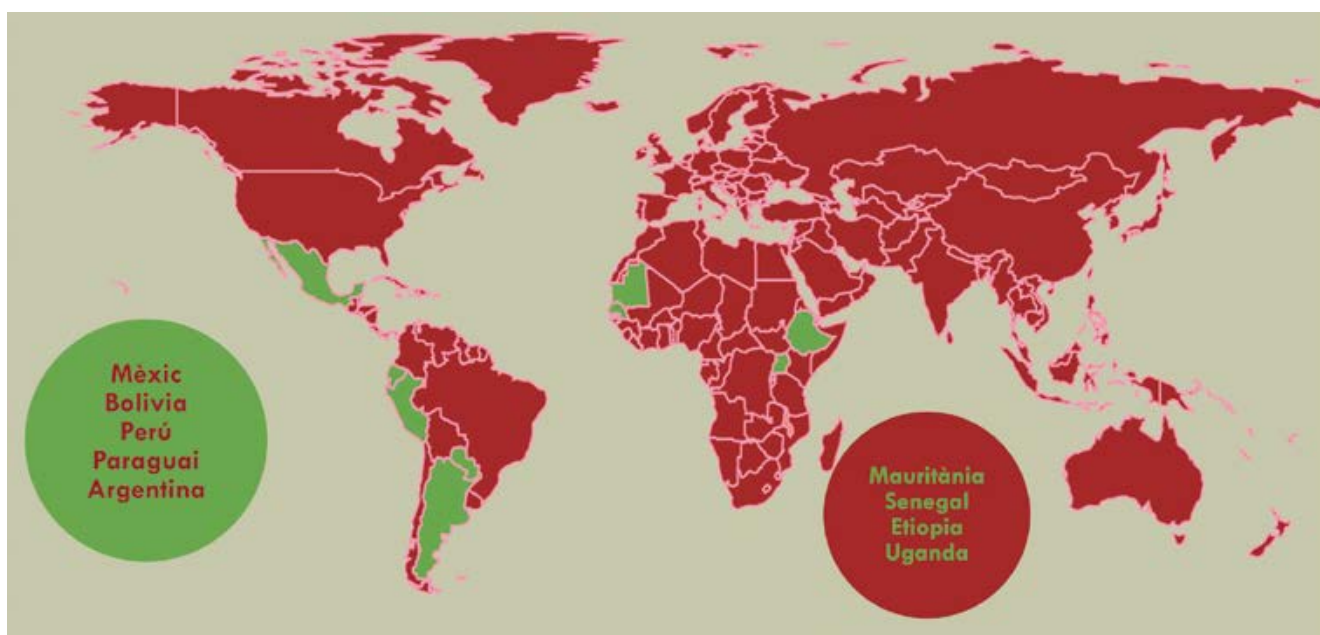 Mèxic
Bolivia
Perú
Paraguai
Argentina
Mauritània
Senegal
Etiopia
Uganda